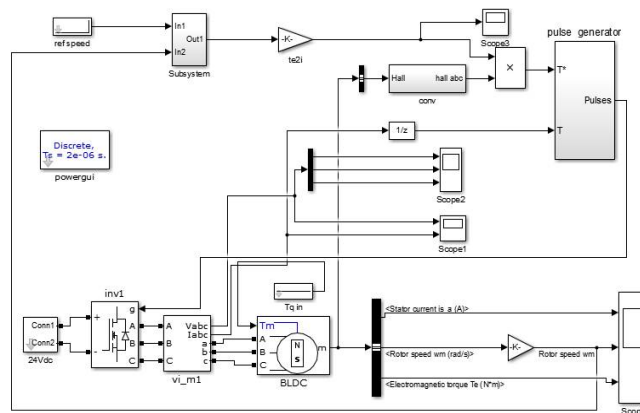 ref speed
In1
In2
Out1
Subsystem
-K-
te2i
Scope3
pulse generator
Hall
hall abc
conv
×
T*
Pulses
T
1/z
Discrete,
Ts = 2e-06 s.
powergui
Scope2
Scope1
inv1
g
Conn1
Conn2
24Vdc
+
-
A
B
C
A
B
C
Vabc
Iabc
a
b
c
vi_m1
Tq in
Tm
A
B
C
N
S
m
BLDC
<Stator current is_a (A)>
<Rotor speed wm (rad/s)>
-K-
Rotor speed wm
<Electromagnetic torque Te (N*m)>